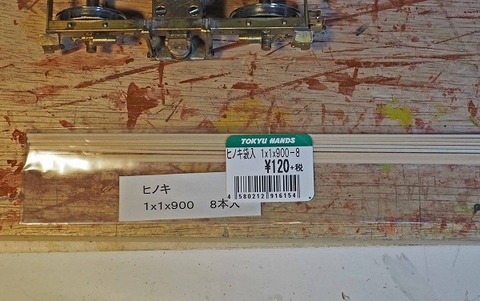 TOKYU HANDS
ヒノキ袋入 1x1x900-8
¥120+税
4 580212 916154
ヒノキ
1x1x900 8本入